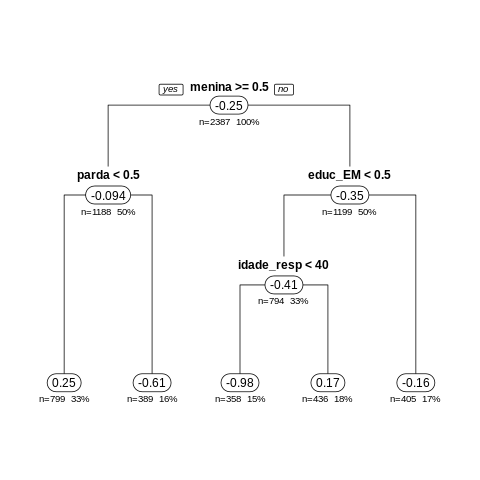 yes menina >= 0.5 no
-0.25
n=2387 100%
parda < 0.5 educ_EM < 0.5
-0.094 -0.35
n=1188 50% n=1199 50%
idade_resp < 40
-0.41
n=794 33%
0.25 -0.61 -0.98 0.17 -0.16
n=799 33% n=389 16% n=358 15% n=436 18% n=405 17%